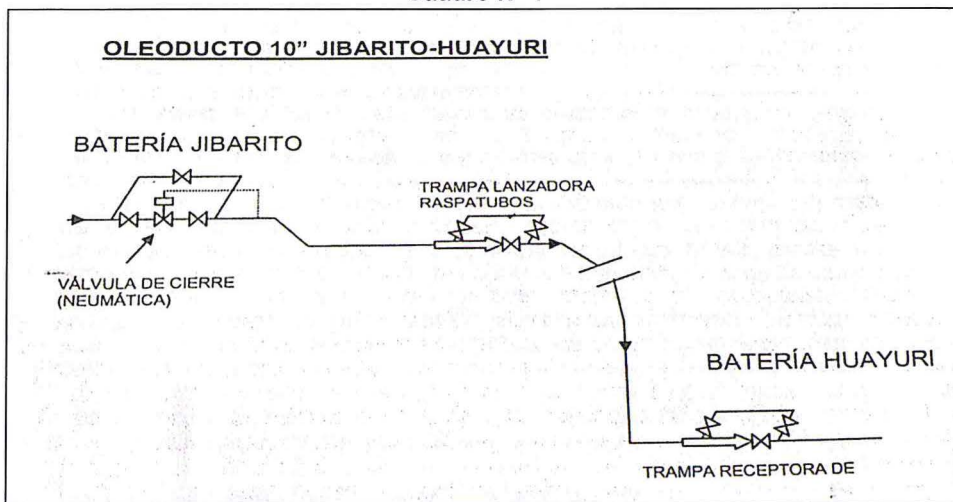 OLEODUCTO 10" JIBARITO-HUAYURI
BATERÍA JIBARITO
TRAMPA LANZADORA
RASPATUBOS
VÁLVULA DE CIERRE
(NEUMÁTICA)
BATERÍA HUAYURI
TRAMPA RECEPTORA DE